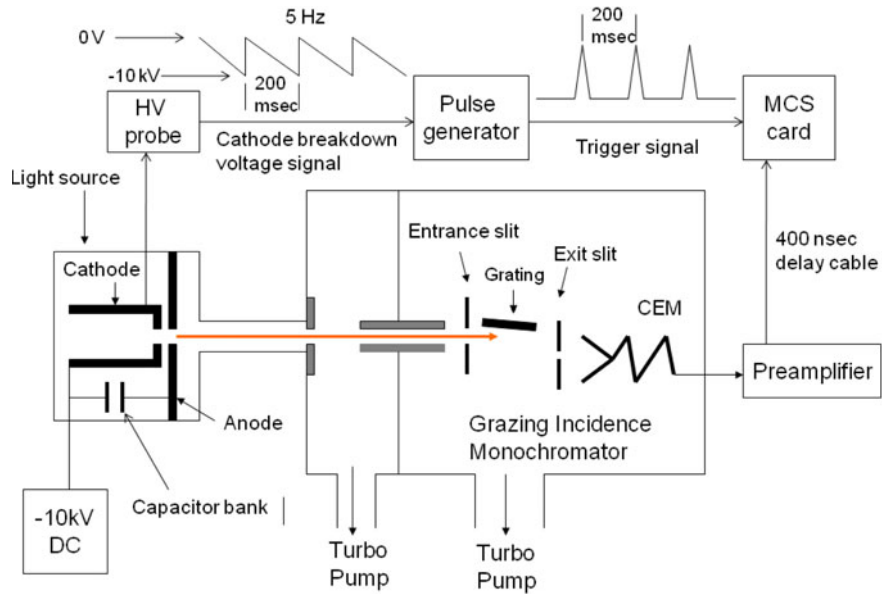 0 V
5 Hz
-10 kV
200
msec
200
msec
HV
probe
Cathode breakdown
voltage signal
Pulse
generator
Trigger signal
MCS
card
Light source
Cathode
Entrance slit
Grating
Exit slit
CEM
400 nsec
delay cable
Preamplifier
Anode
Grazing Incidence
Monochromator
Capacitor bank
-10kV
DC
Turbo
Pump
Turbo
Pump